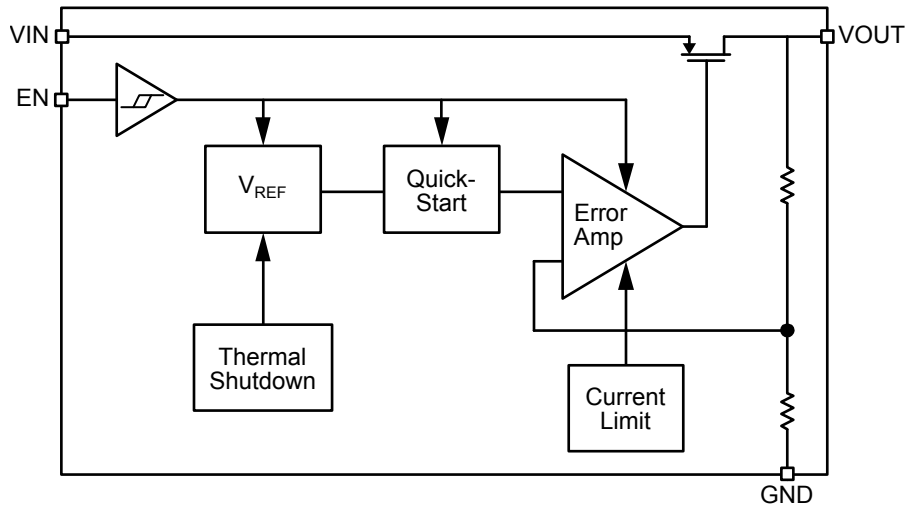 VIN
VOUT
EN
VREF
Quick-
Start
Error
Amp
Thermal
Shutdown
Current
Limit
GND